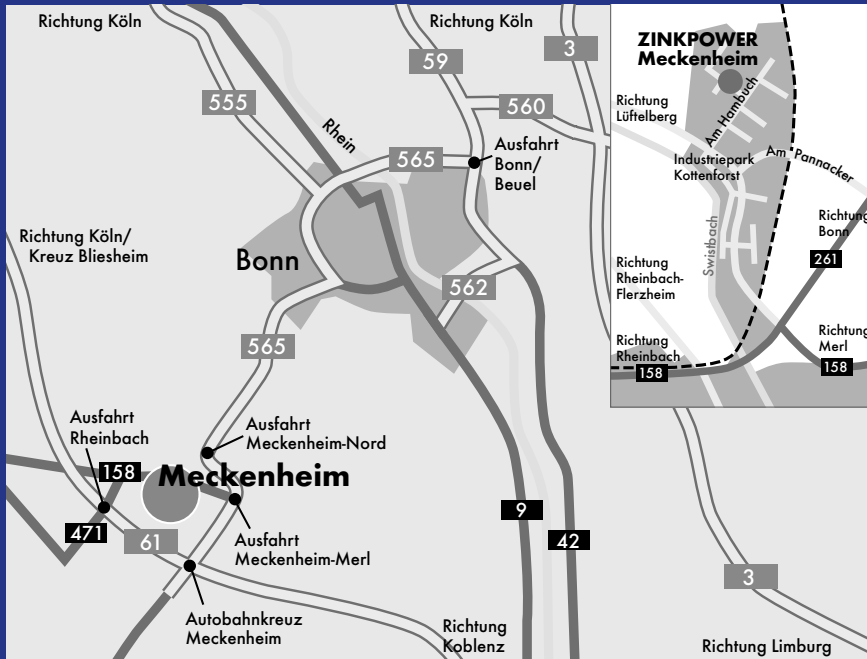 Richtung Köln
Richtung Köln
3
59
555
560
Rhein
565
Ausfahrt
Bonn/
Beuel
Richtung Köln/
Kreuz Bliesheim
Bonn
562
565
Ausfahrt
Rheinbach
Ausfahrt
Meckenheim-Nord
158
Meckenheim
471
61
9
42
Ausfahrt
Meckenheim-Merl
3
Autobahnkreuz
Meckenheim
Richtung
Koblenz
Richtung Limburg
ZINKPOWER
Meckenheim
Richtung
Lüftelberg
Am Hambuch
Am Pannacker
Industriepark
Kottenforst
Swistbach
Richtung
Bonn
261
Richtung
Rheinbach-
Flerzheim
Richtung
Rheinbach
158
Richtung
Merl
158